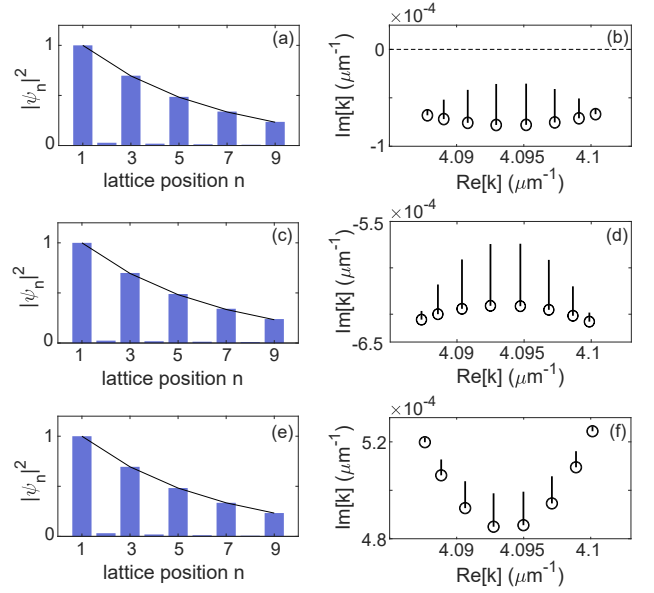 (a)
1
0
|ψn|²
1 3 5 7 9
lattice position n
×10⁻⁴
(b)
0
-1
Im[k] (μm⁻¹)
4.09 4.095 4.1
Re[k] (μm⁻¹)
(c)
1
0
|ψn|²
1 3 5 7 9
lattice position n
×10⁻⁴
-5.5
(d)
-6.5
Im[k] (μm⁻¹)
4.09 4.095 4.1
Re[k] (μm⁻¹)
(e)
1
0
|ψn|²
1 3 5 7 9
lattice position n
×10⁻⁴
(f)
5.2
4.8
Im[k] (μm⁻¹)
4.09 4.095 4.1
Re[k] (μm⁻¹)